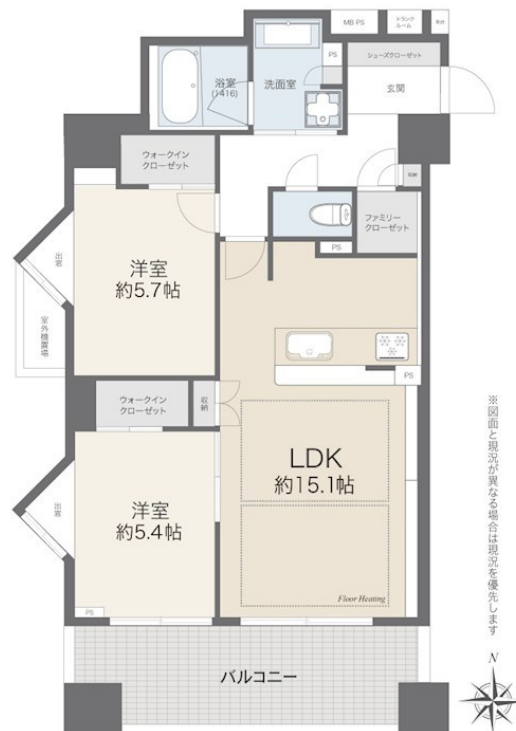 MB PS
トランク
ルーム
PS
シューズクローゼット
浴室
(1416)
洗面室
玄関
ウォークイン
クローゼット
収納
ファミリー
クローゼット
PS
出窓
洋室
約5.7帖
室外機置場
PS
ウォークイン
クローゼット
収納
LDK
約15.1帖
出窓
洋室
約5.4帖
PS
Floor Heating
バルコニー
※図面と現況が異なる場合は現況を優先します
N